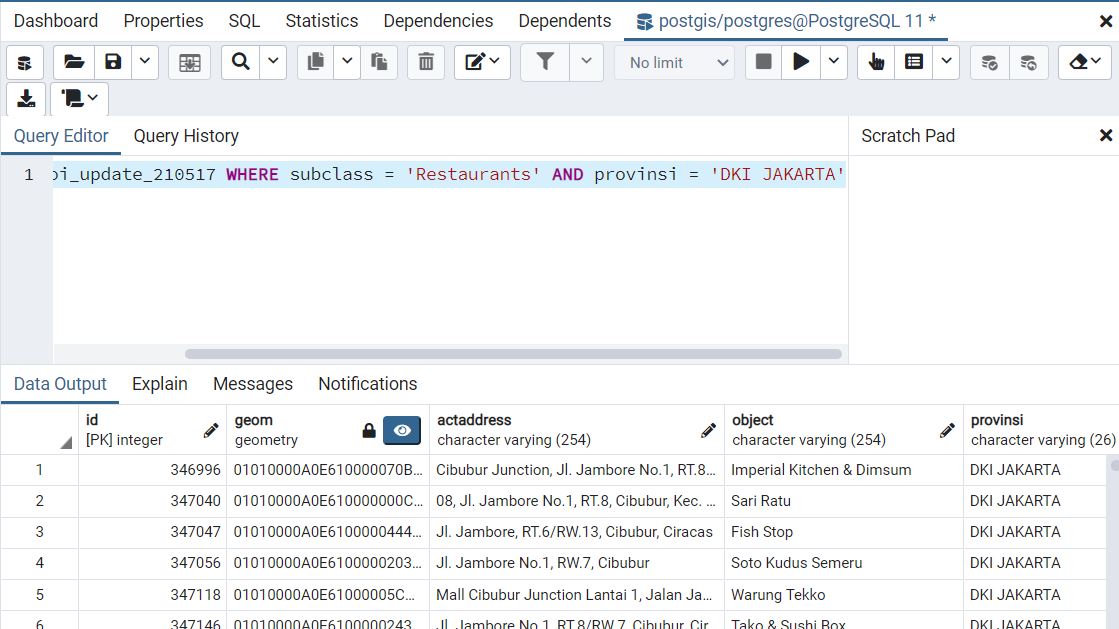 Dashboard Properties SQL Statistics Dependencies Dependents postgis/postgres@PostgreSQL 11 *
No limit
Query Editor Query History Scratch Pad
1 oi_update_210517 WHERE subclass = 'Restaurants' AND provinsi = 'DKI JAKARTA'
Data Output Explain Messages Notifications
id geom actaddress object provinsi
[PK] integer geometry character varying (254) character varying (254) character varying (26)
1 346996 01010000A0E610000070B... Cibubur Junction, Jl. Jambore No.1, RT.8... Imperial Kitchen & Dimsum DKI JAKARTA
2 347040 01010000A0E61000000C... 08, Jl. Jambore No.1, RT.8, Cibubur, Kec. ... Sari Ratu DKI JAKARTA
3 347047 01010000A0E6100000444... Jl. Jambore, RT.6/RW.13, Cibubur, Ciracas Fish Stop DKI JAKARTA
4 347056 01010000A0E6100000203... Jl. Jambore No.1, RW.7, Cibubur Soto Kudus Semeru DKI JAKARTA
5 347118 01010000A0E61000005C... Mall Cibubur Junction Lantai 1, Jalan Ja... Warung Tekko DKI JAKARTA
6 347146 01010000A0E6100000243... Jl. Jambore No.1, RT.8/RW.7, Cibubur, Cir... Tako & Sushi Box DKI JAKARTA